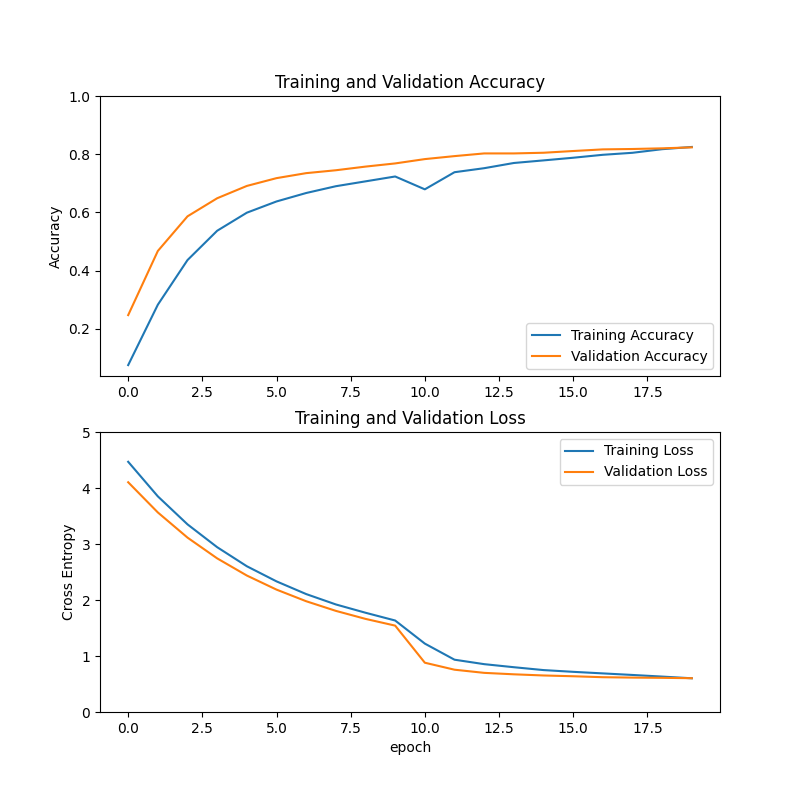 Training and Validation Accuracy
1.0
0.8
0.6
0.4
0.2
Accuracy
Training Accuracy
Validation Accuracy
0.0 2.5 5.0 7.5 10.0 12.5 15.0 17.5
Training and Validation Loss
5
4
3
2
1
0
Cross Entropy
Training Loss
Validation Loss
0.0 2.5 5.0 7.5 10.0 12.5 15.0 17.5
epoch